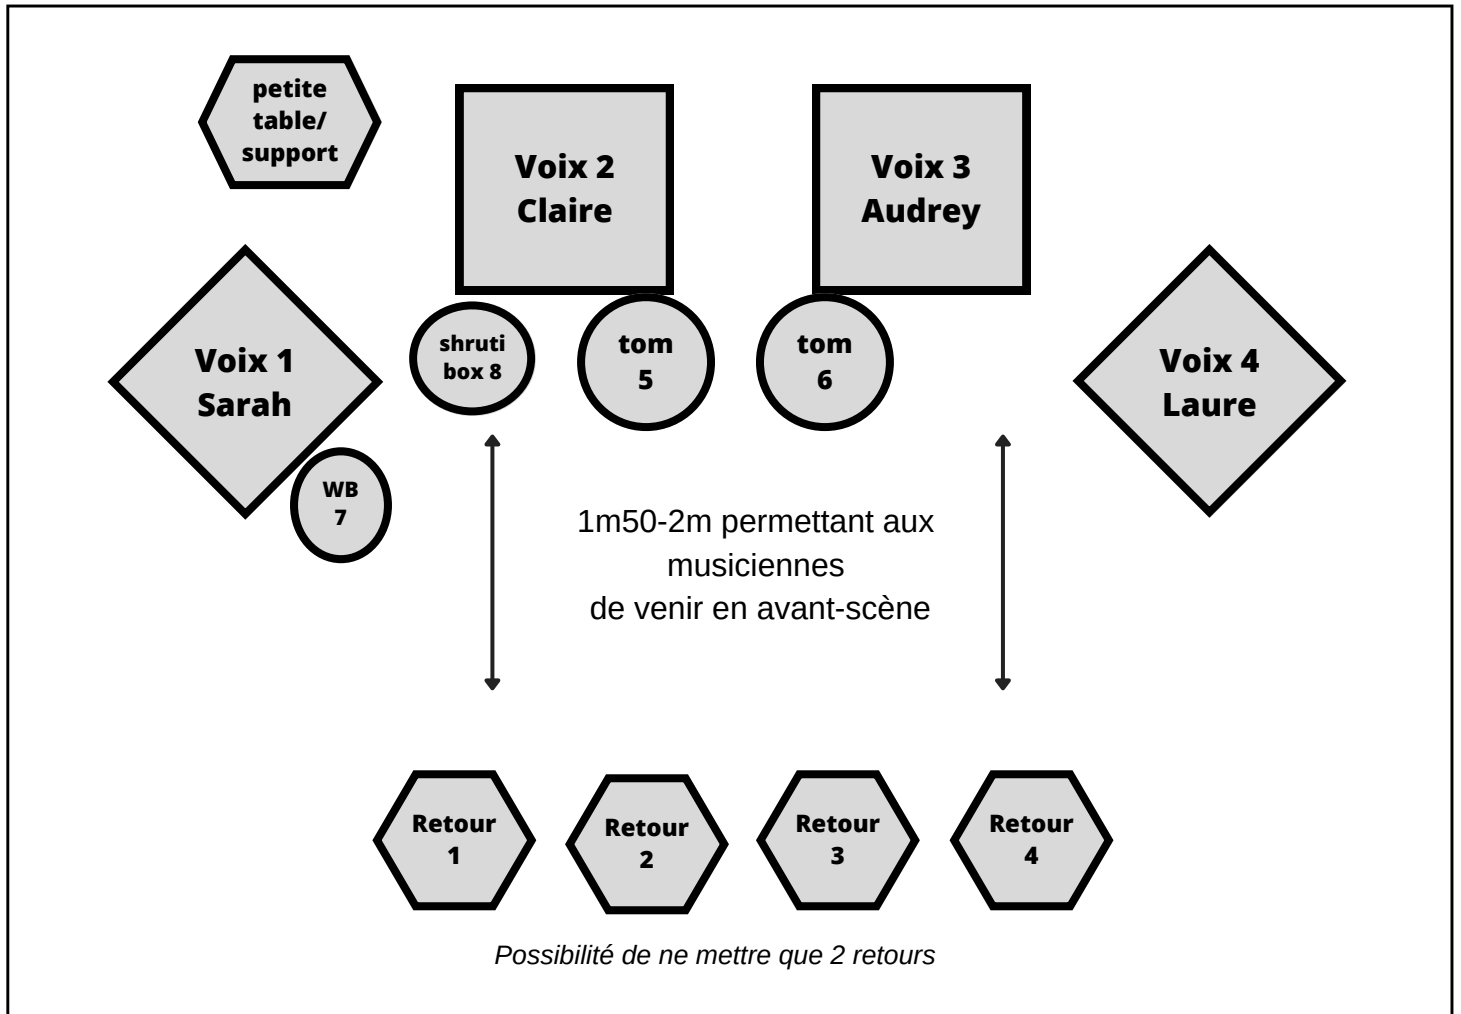 petite
table/
support
Voix 2
Claire
Voix 3
Audrey
Voix 1
Sarah
shruti
box 8
tom
5
tom
6
Voix 4
Laure
WB
7
1m50-2m permettant aux
musiciennes
de venir en avant-scène
Retour
1
Retour
2
Retour
3
Retour
4
Possibilité de ne mettre que 2 retours